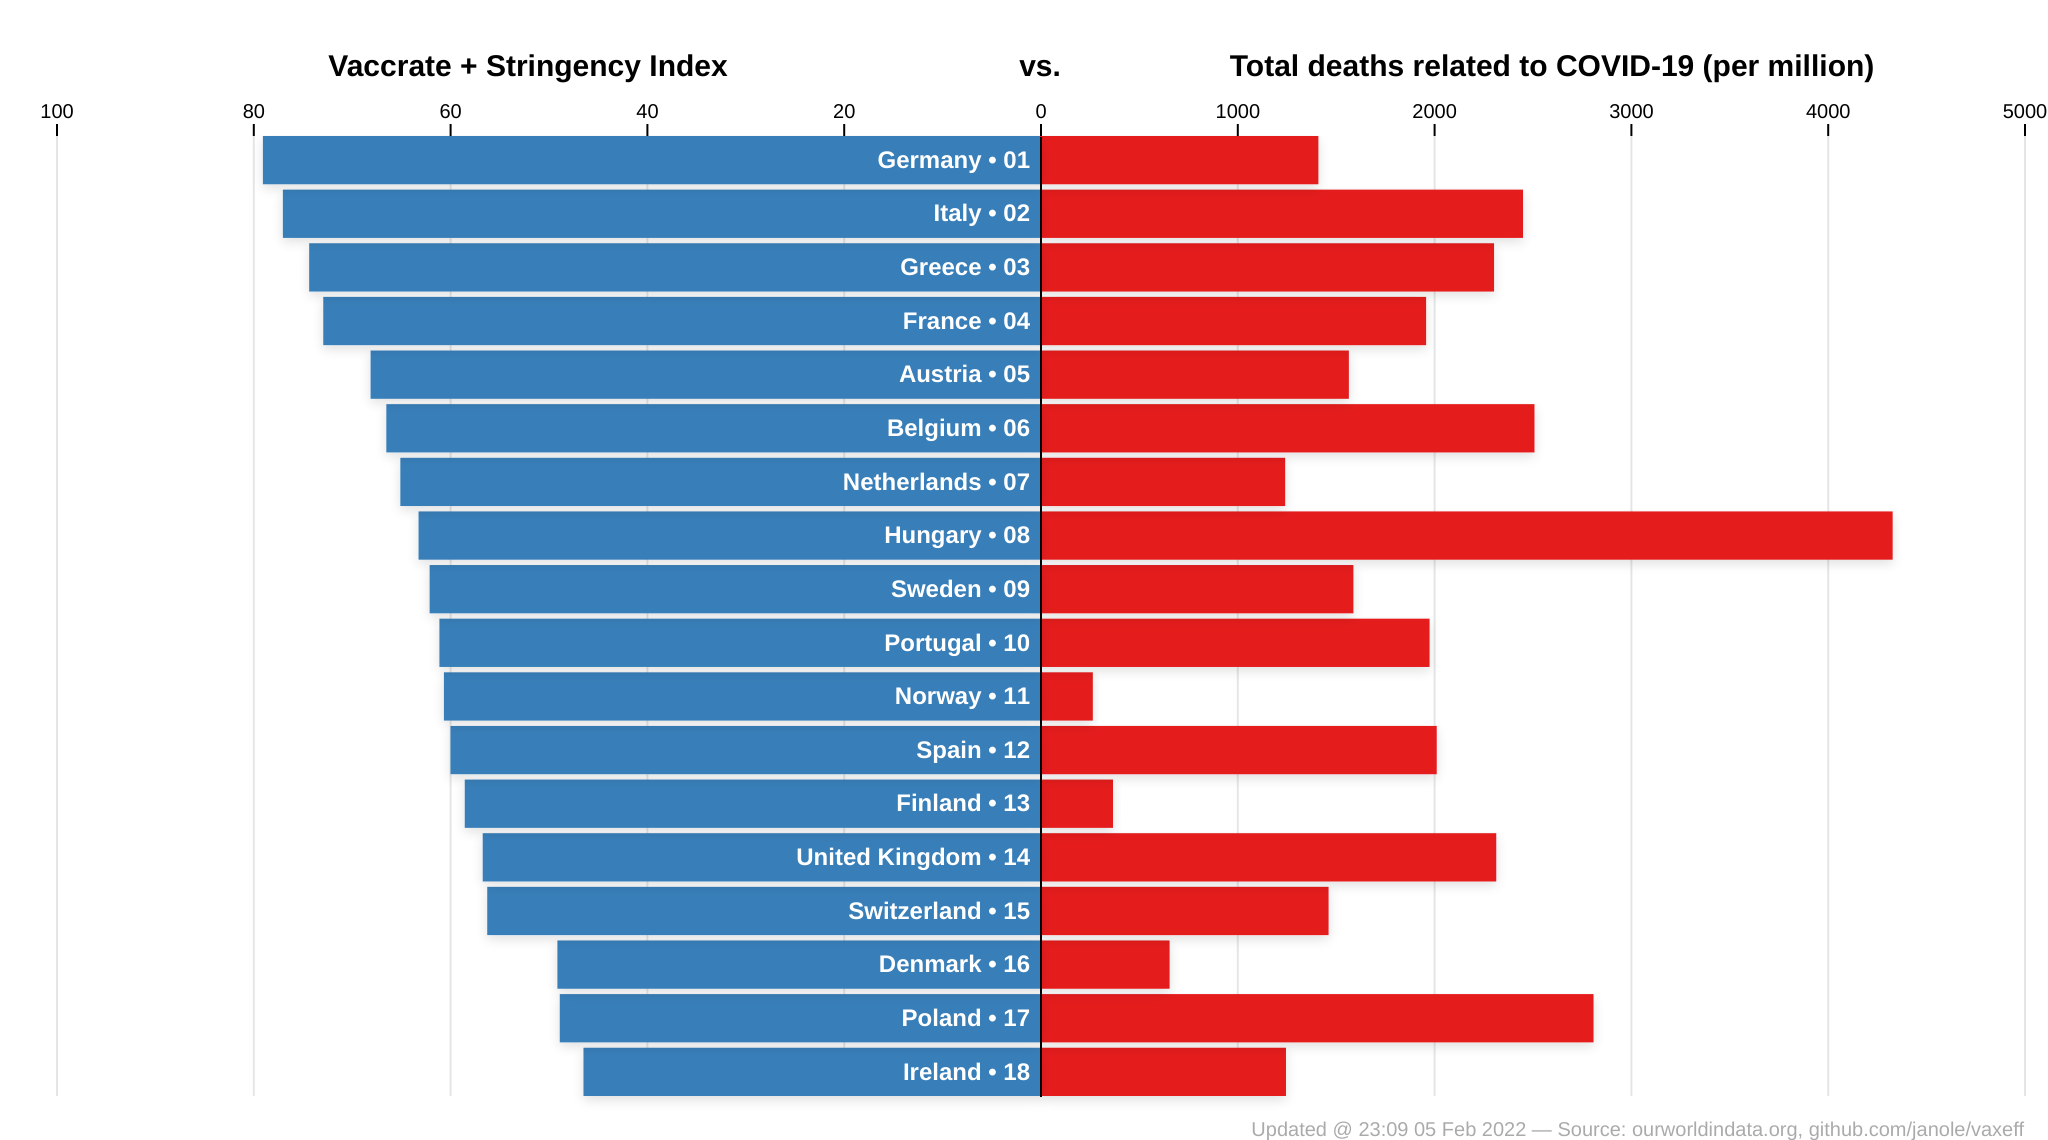 Vaccrate + Stringency Index vs. Total deaths related to COVID-19 (per million)
100 80 60 40 20 0 1000 2000 3000 4000 5000
Germany • 01
Italy • 02
Greece • 03
France • 04
Austria • 05
Belgium • 06
Netherlands • 07
Hungary • 08
Sweden • 09
Portugal • 10
Norway • 11
Spain • 12
Finland • 13
United Kingdom • 14
Switzerland • 15
Denmark • 16
Poland • 17
Ireland • 18
Updated @ 23:09 05 Feb 2022 — Source: ourworldindata.org, github.com/janole/vaxeff